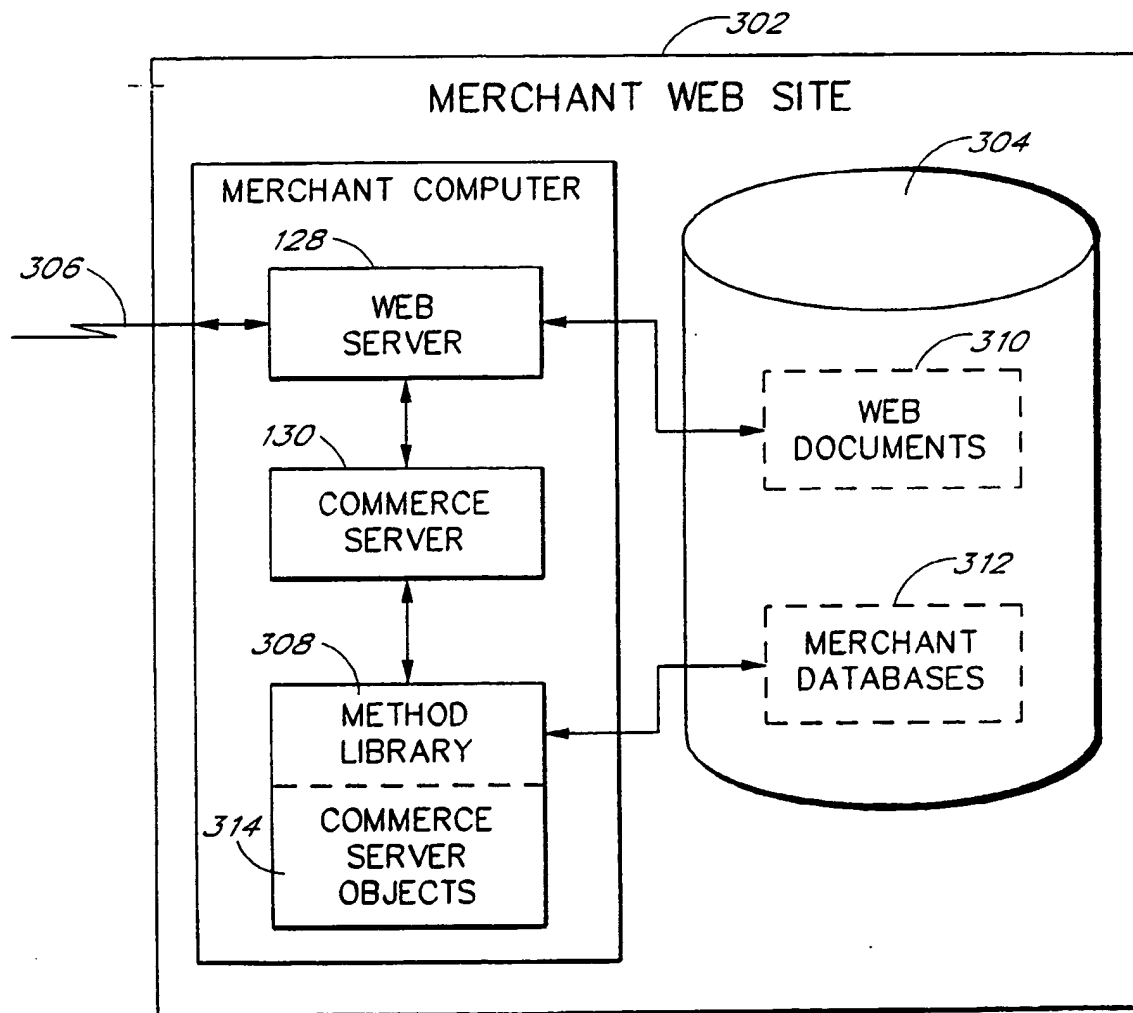 302
MERCHANT WEB SITE
304
MERCHANT COMPUTER
128
306
WEB
SERVER
310
WEB
DOCUMENTS
130
COMMERCE
SERVER
312
MERCHANT
DATABASES
308
METHOD
LIBRARY
314
COMMERCE
SERVER
OBJECTS